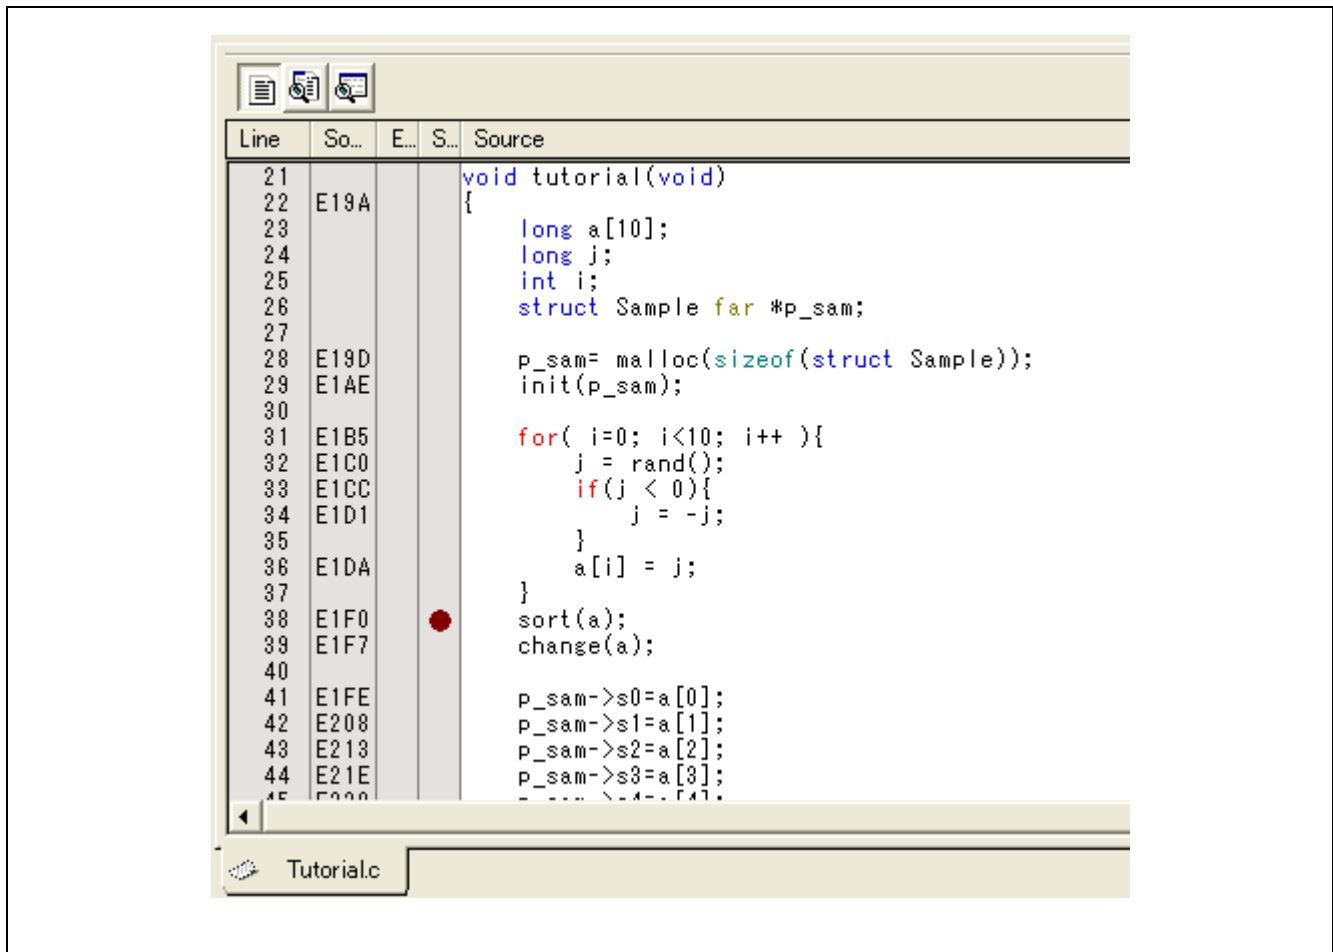 Line So... E... S... Source
21 void tutorial(void)
22 E19A {
23 long a[10];
24 long j;
25 int i;
26 struct Sample far *p_sam;
27
28 E19D p_sam= malloc(sizeof(struct Sample));
29 E1AE init(p_sam);
30
31 E1B5 for( i=0; i<10; i++ ){
32 E1C0 j = rand();
33 E1CC if(j < 0){
34 E1D1 j = -j;
35 }
36 E1DA a[i] = j;
37 }
38 E1F0 sort(a);
39 E1F7 change(a);
40
41 E1FE p_sam->s0=a[0];
42 E208 p_sam->s1=a[1];
43 E213 p_sam->s2=a[2];
44 E21E p_sam->s3=a[3];
Tutorial.c